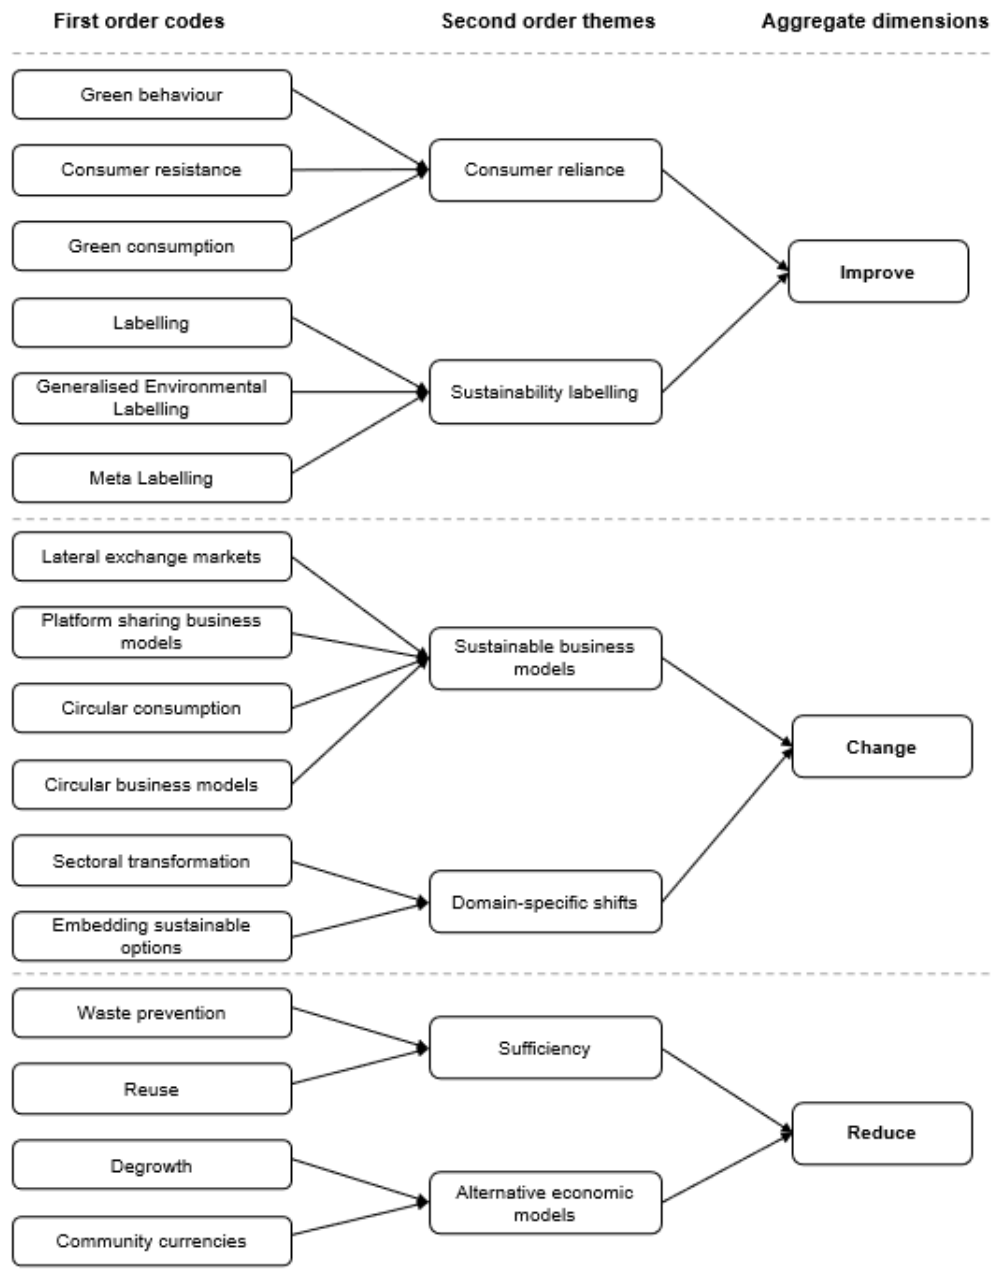 First order codes
Second order themes
Aggregate dimensions
Green behaviour
Consumer resistance
Consumer reliance
Green consumption
Improve
Labelling
Generalised Environmental
Labelling
Sustainability labelling
Meta Labelling
Lateral exchange markets
Platform sharing business
models
Sustainable business
models
Circular consumption
Change
Circular business models
Sectoral transformation
Domain-specific shifts
Embedding sustainable
options
Waste prevention
Sufficiency
Reuse
Reduce
Degrowth
Alternative economic
models
Community currencies